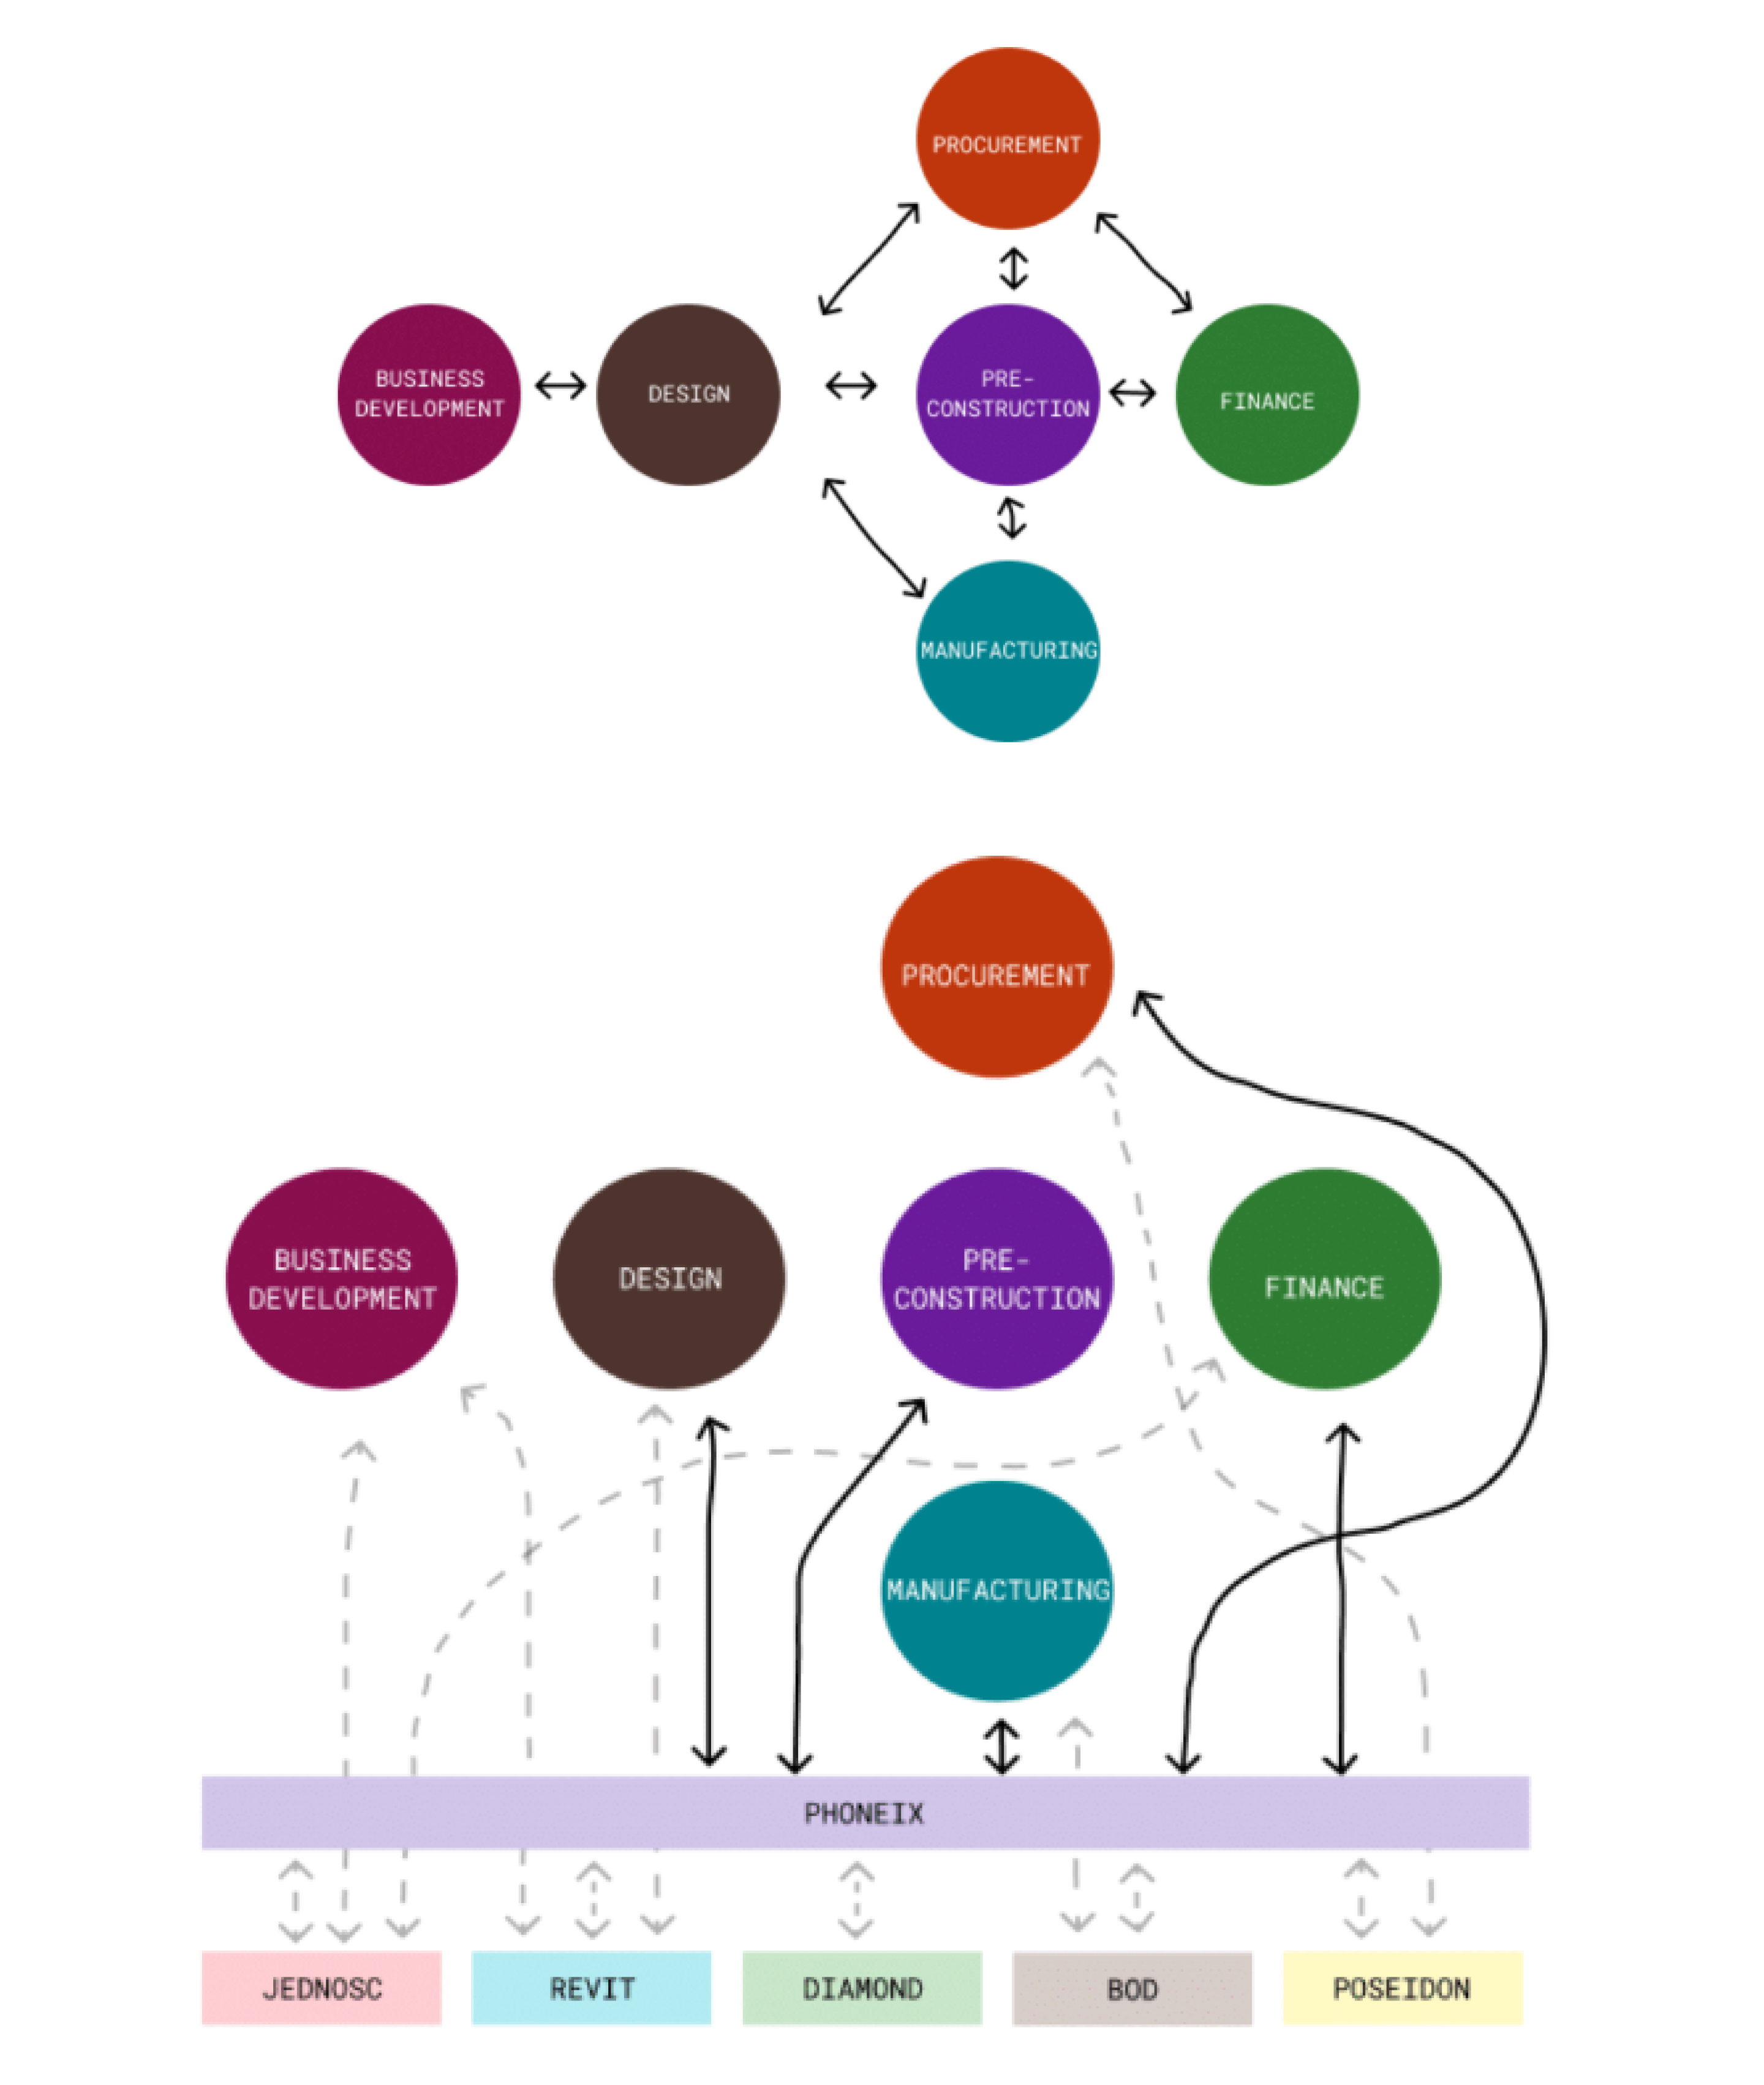 PROCUREMENT
BUSINESS
DEVELOPMENT
DESIGN
PRE-
CONSTRUCTION
FINANCE
MANUFACTURING
PROCUREMENT
BUSINESS
DEVELOPMENT
DESIGN
PRE-
CONSTRUCTION
FINANCE
MANUFACTURING
PHONEIX
JEDNOSC
REVIT
DIAMOND
BOD
POSEIDON